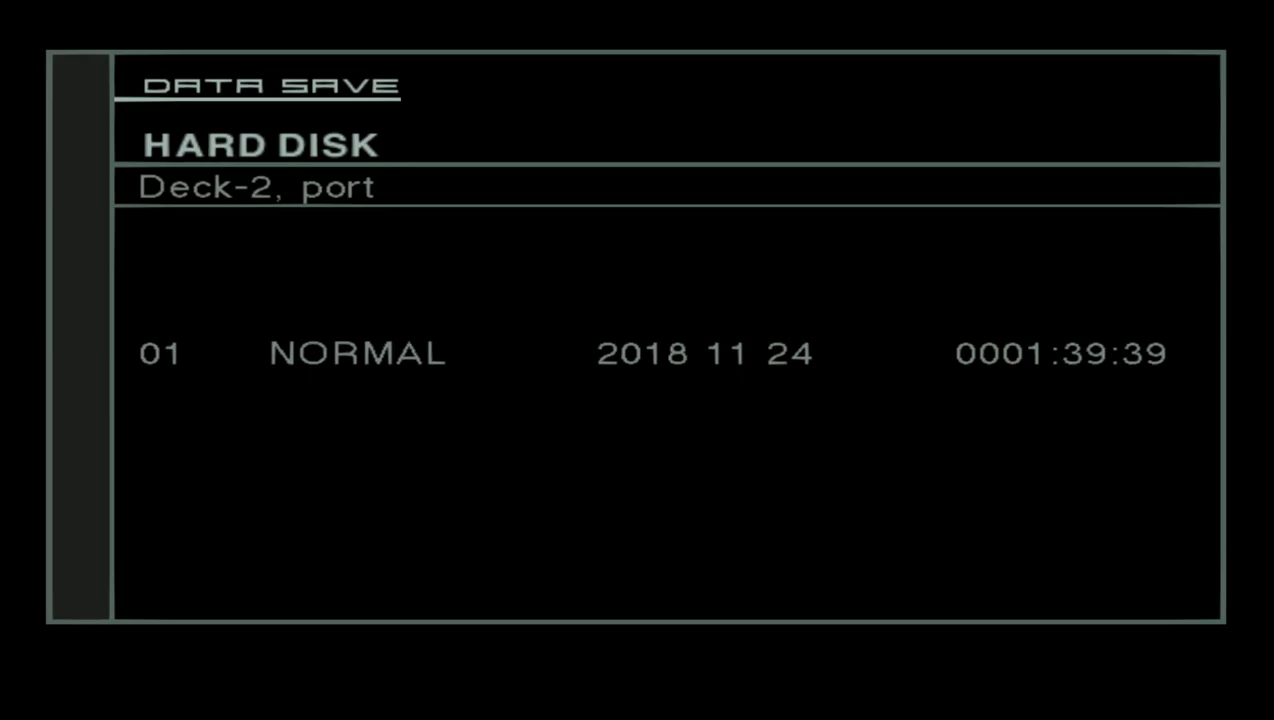 DATA SAVE
HARD DISK
Deck-2, port
01 NORMAL 2018 11 24 0001:39:39